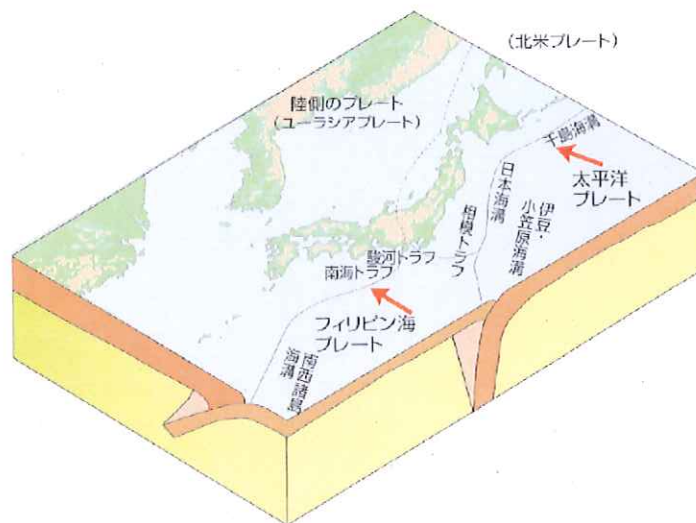 (北米プレート)
陸側のプレート
(ユーラシアプレート)
千島海溝
太平洋
プレート
日本海溝
伊豆・
小笠原海溝
相模トラフ
駿河トラフ
南海トラフ
フィリピン海
プレート
南西諸島
海溝